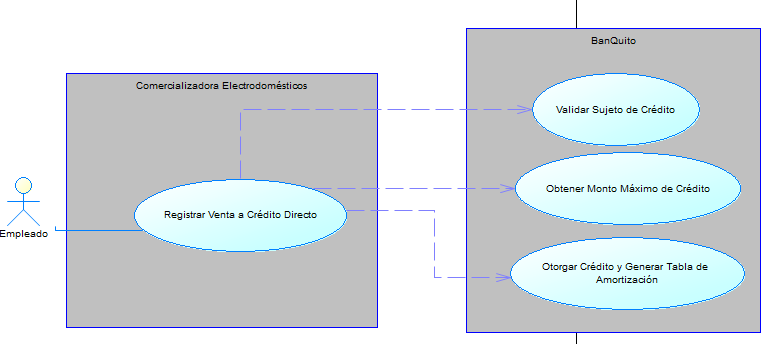 BanQuito
Comercializadora Electrodomésticos
Validar Sujeto de Crédito
Obtener Monto Máximo de Crédito
Registrar Venta a Crédito Directo
Empleado
Otorgar Crédito y Generar Tabla de
Amortización